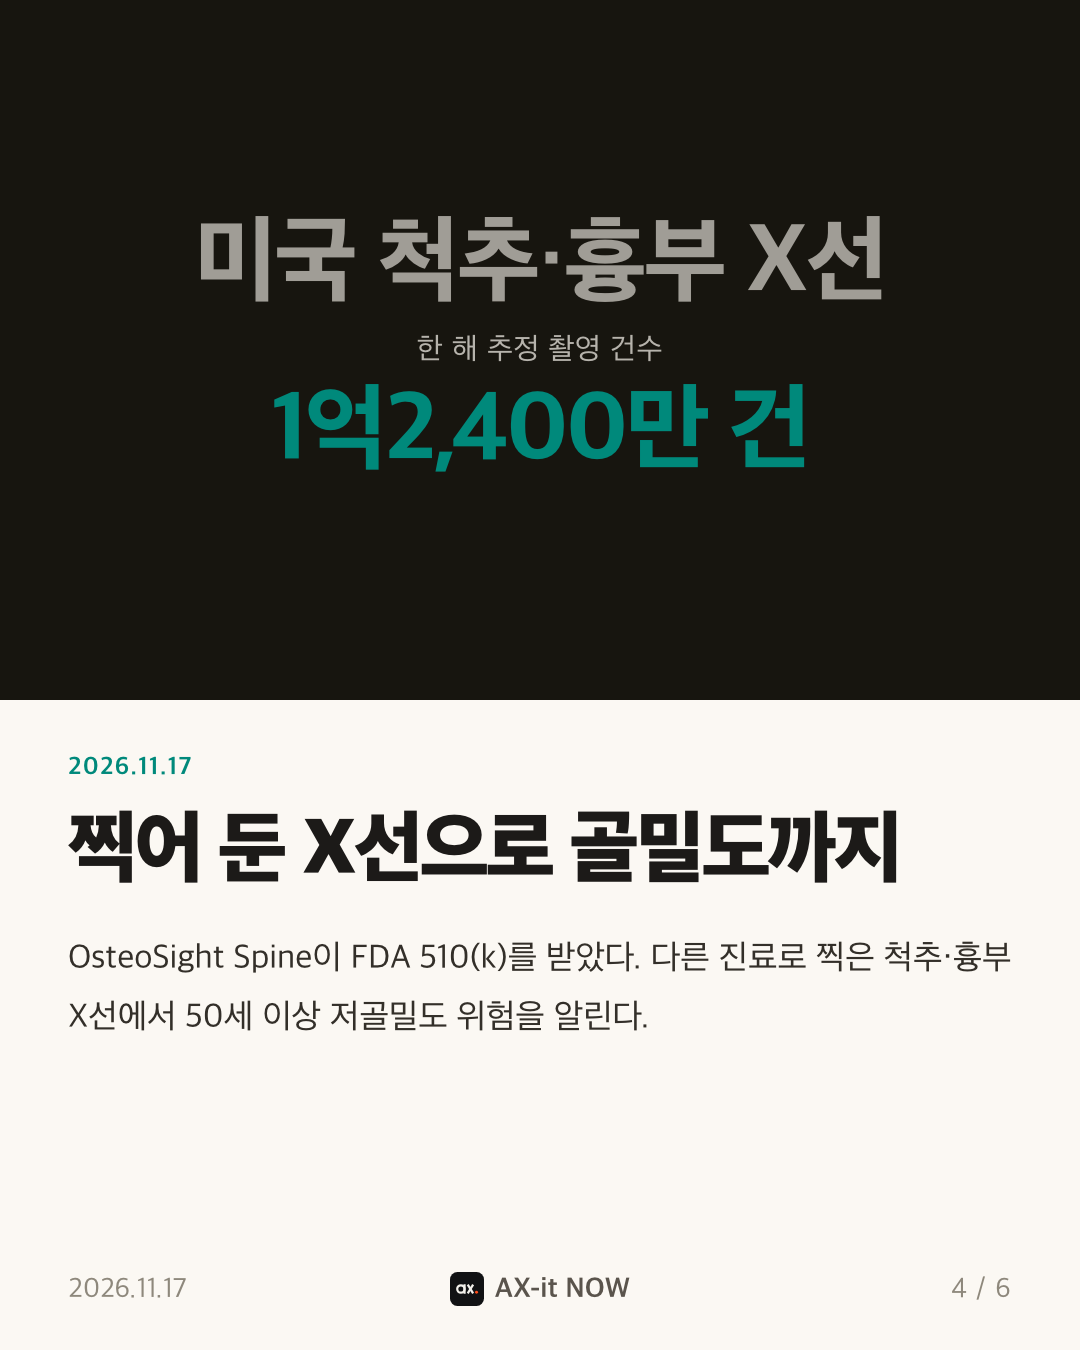 미국 척추·흉부 X선
한 해 추정 촬영 건수
1억2,400만 건
2026.11.17
찍어 둔 X선으로 골밀도까지
OsteoSight Spine이 FDA 510(k)를 받았다. 다른 진료로 찍은 척추·흉부
X선에서 50세 이상 저골밀도 위험을 알린다.
2026.11.17
ax. AX-it NOW
4 / 6